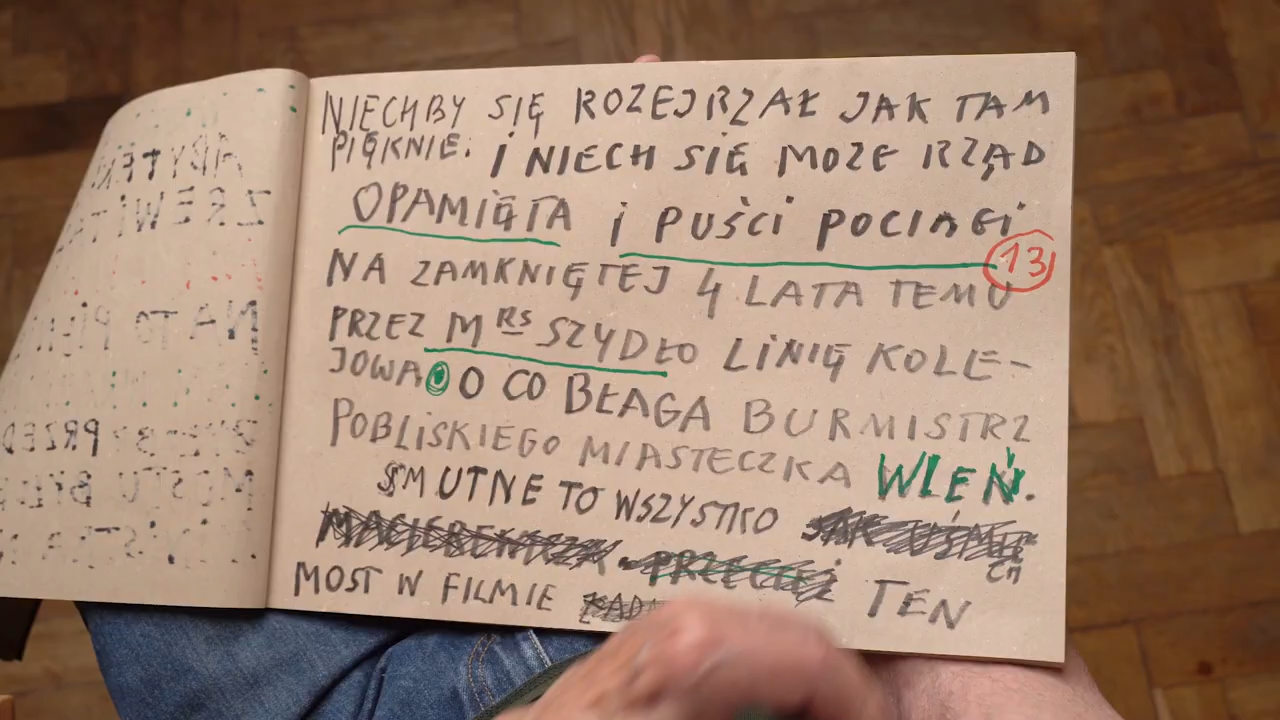 NIECHBY SIĘ ROZEJRZAŁ JAK TAM
PIĘKNIE. I NIECH SIĘ MOŻE RZĄD
OPAMIĘTA i PUŚCI POCIĄGI
13
NA ZAMKNIĘTEJ 4 LATA TEMU
PRZEZ MRS SZYDŁO LINIĘ KOLE-
JOWĄ O CO BŁAGA BURMISTRZ
POBLISKIEGO MIASTECZKA WLEŃ.
SMUTNE TO WSZYSTKO
TEN
MOST W FILMIE